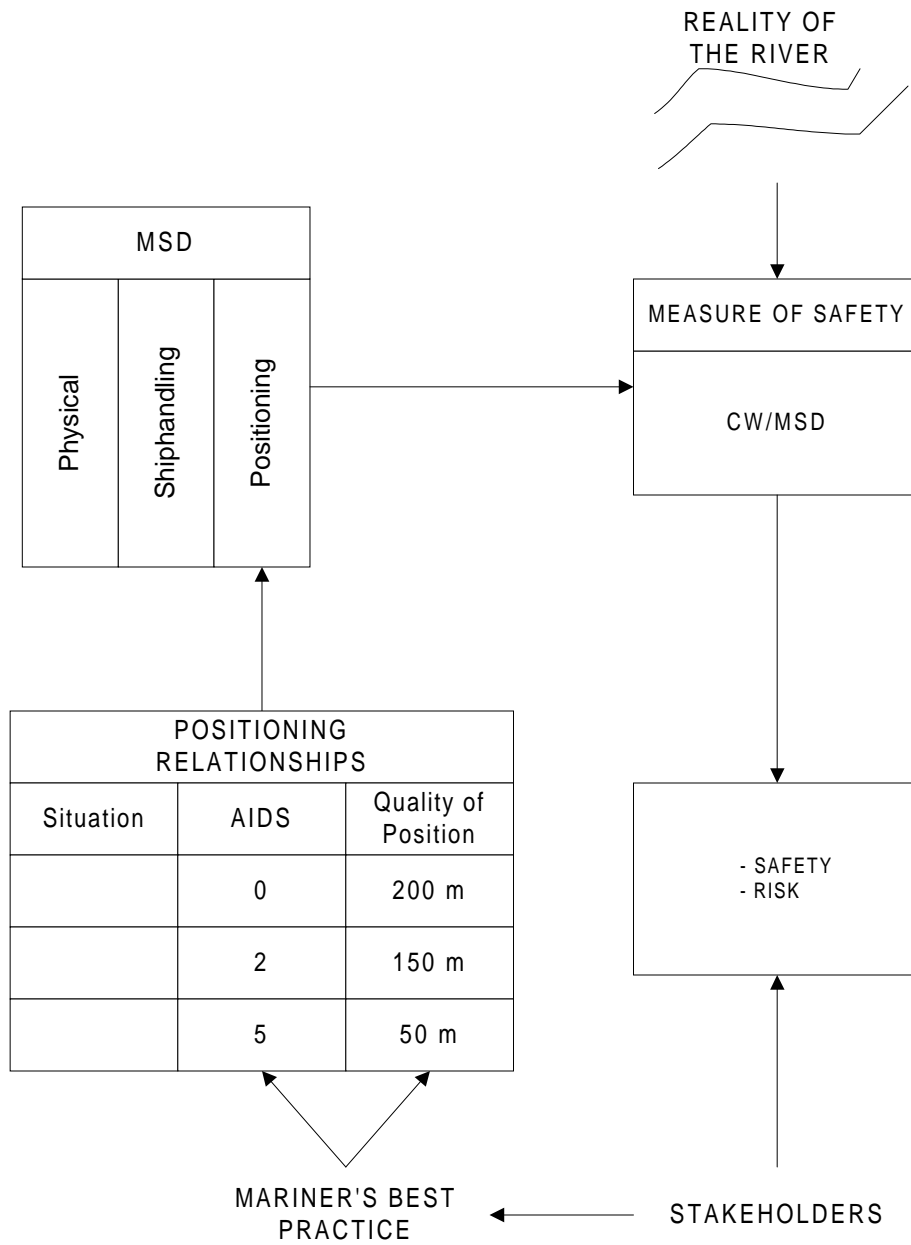 REALITY OF
THE RIVER
MSD
Physical
Shiphandling
Positioning
MEASURE OF SAFETY
CW/MSD
POSITIONING
RELATIONSHIPS
Situation
AIDS
Quality of
Position
0
200 m
2
150 m
5
50 m
- SAFETY
- RISK
MARINER'S BEST
PRACTICE
STAKEHOLDERS